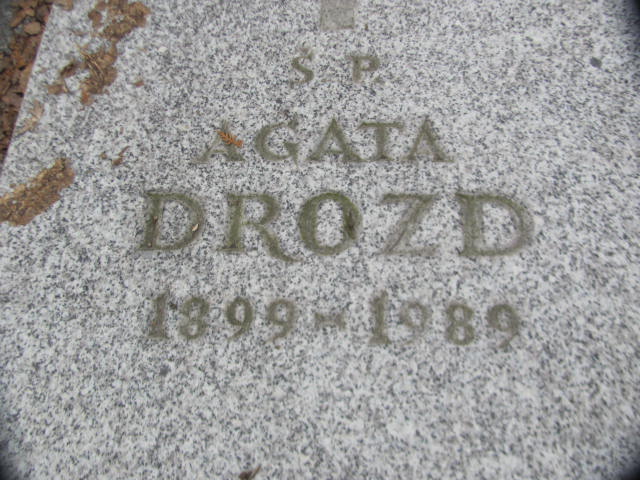 Ś. P.
AGATA
DROZD
1899-1989